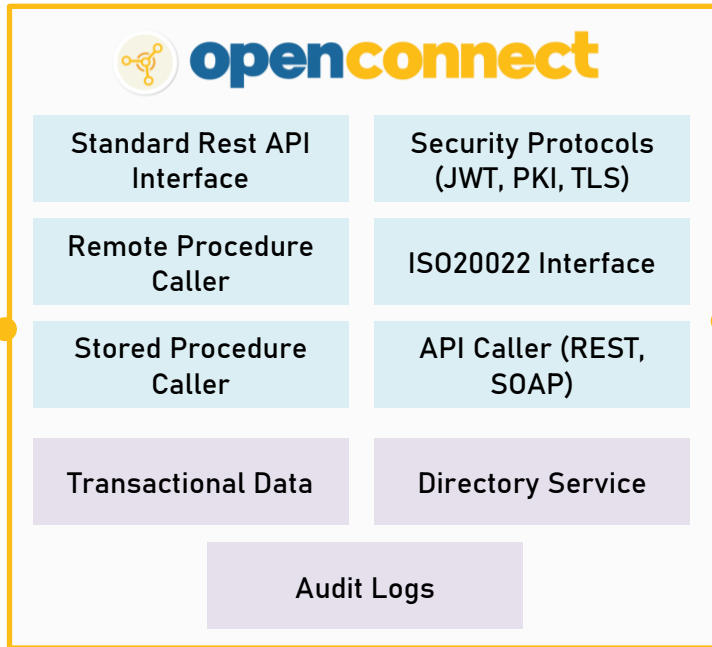 openconnect
Standard Rest API
Interface
Security Protocols
(JWT, PKI, TLS)
Remote Procedure
Caller
ISO20022 Interface
Stored Procedure
Caller
API Caller (REST,
SOAP)
Transactional Data
Directory Service
Audit Logs